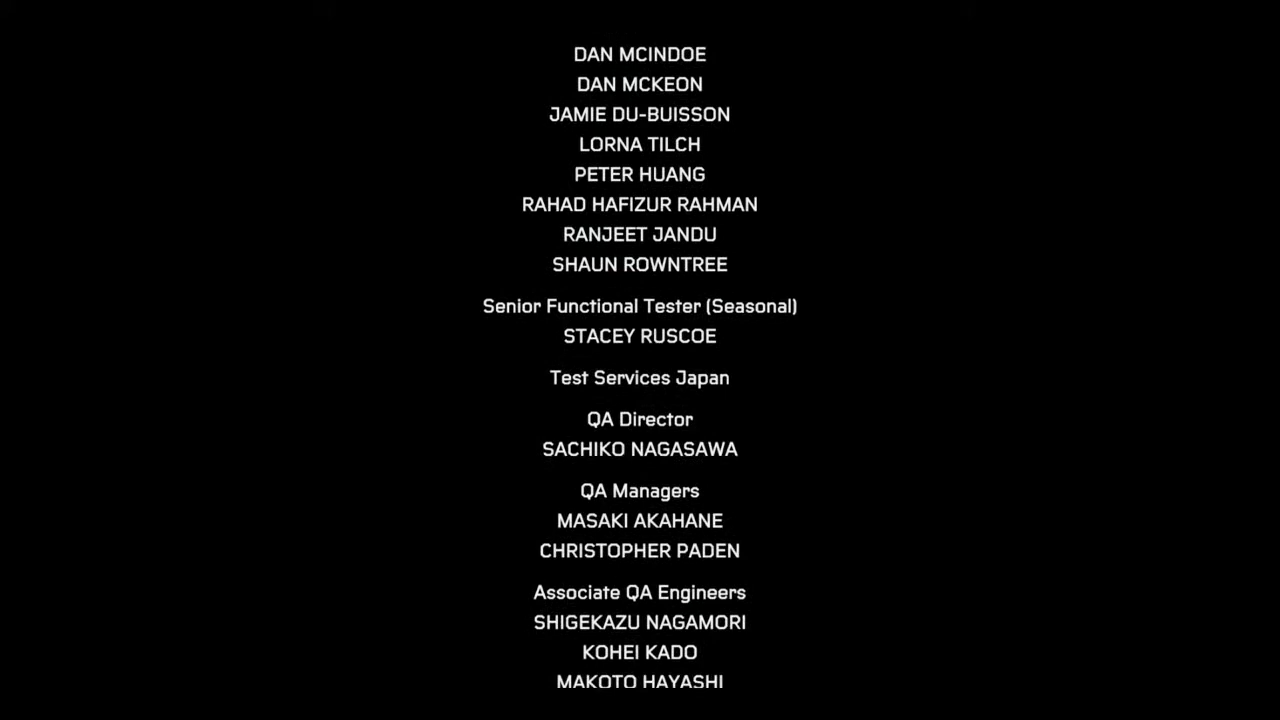 DAN MCINDOE
DAN MCKEON
JAMIE DU-BUISSON
LORNA TILCH
PETER HUANG
RAHAD HAFIZUR RAHMAN
RANJEET JANDU
SHAUN ROWNTREE
Senior Functional Tester (Seasonal)
STACEY RUSCOE
Test Services Japan
QA Director
SACHIKO NAGASAWA
QA Managers
MASAKI AKAHANE
CHRISTOPHER PADEN
Associate QA Engineers
SHIGEKAZU NAGAMORI
KOHEI KADO
MAKOTO HAYASHI